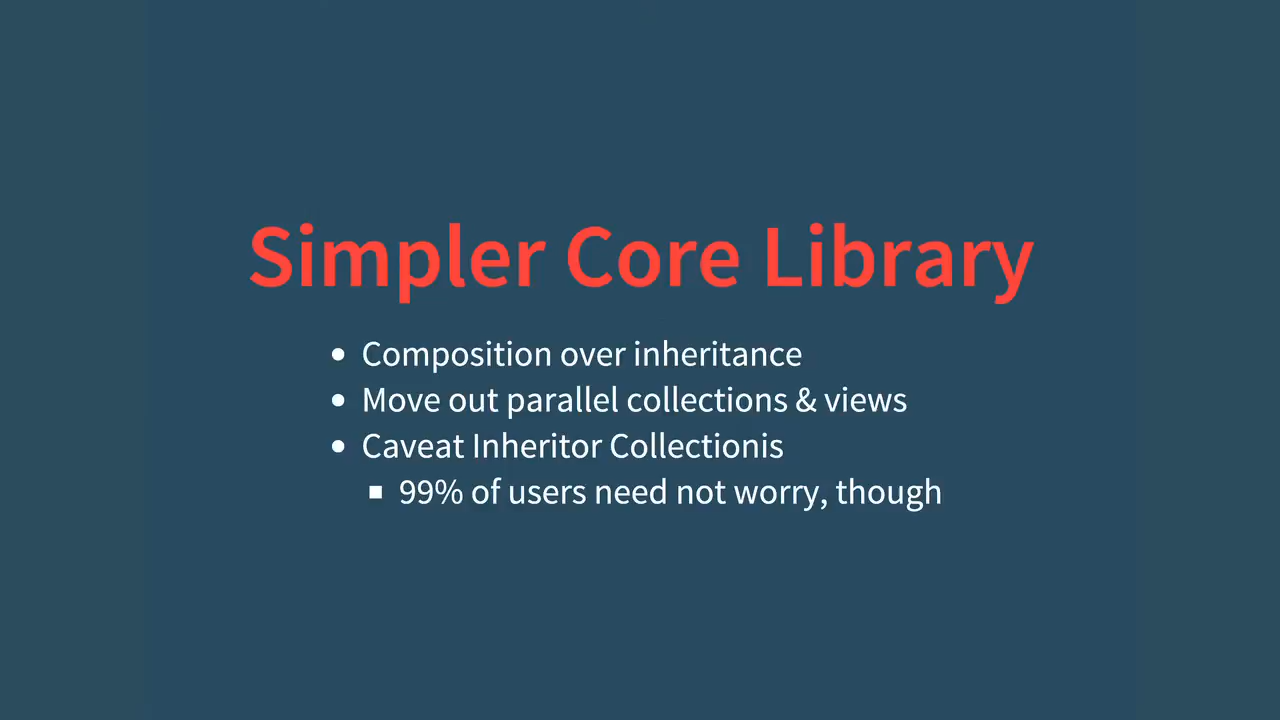 Simpler Core Library
Composition over inheritance
Move out parallel collections & views
Caveat Inheritor Collectionis
99% of users need not worry, though